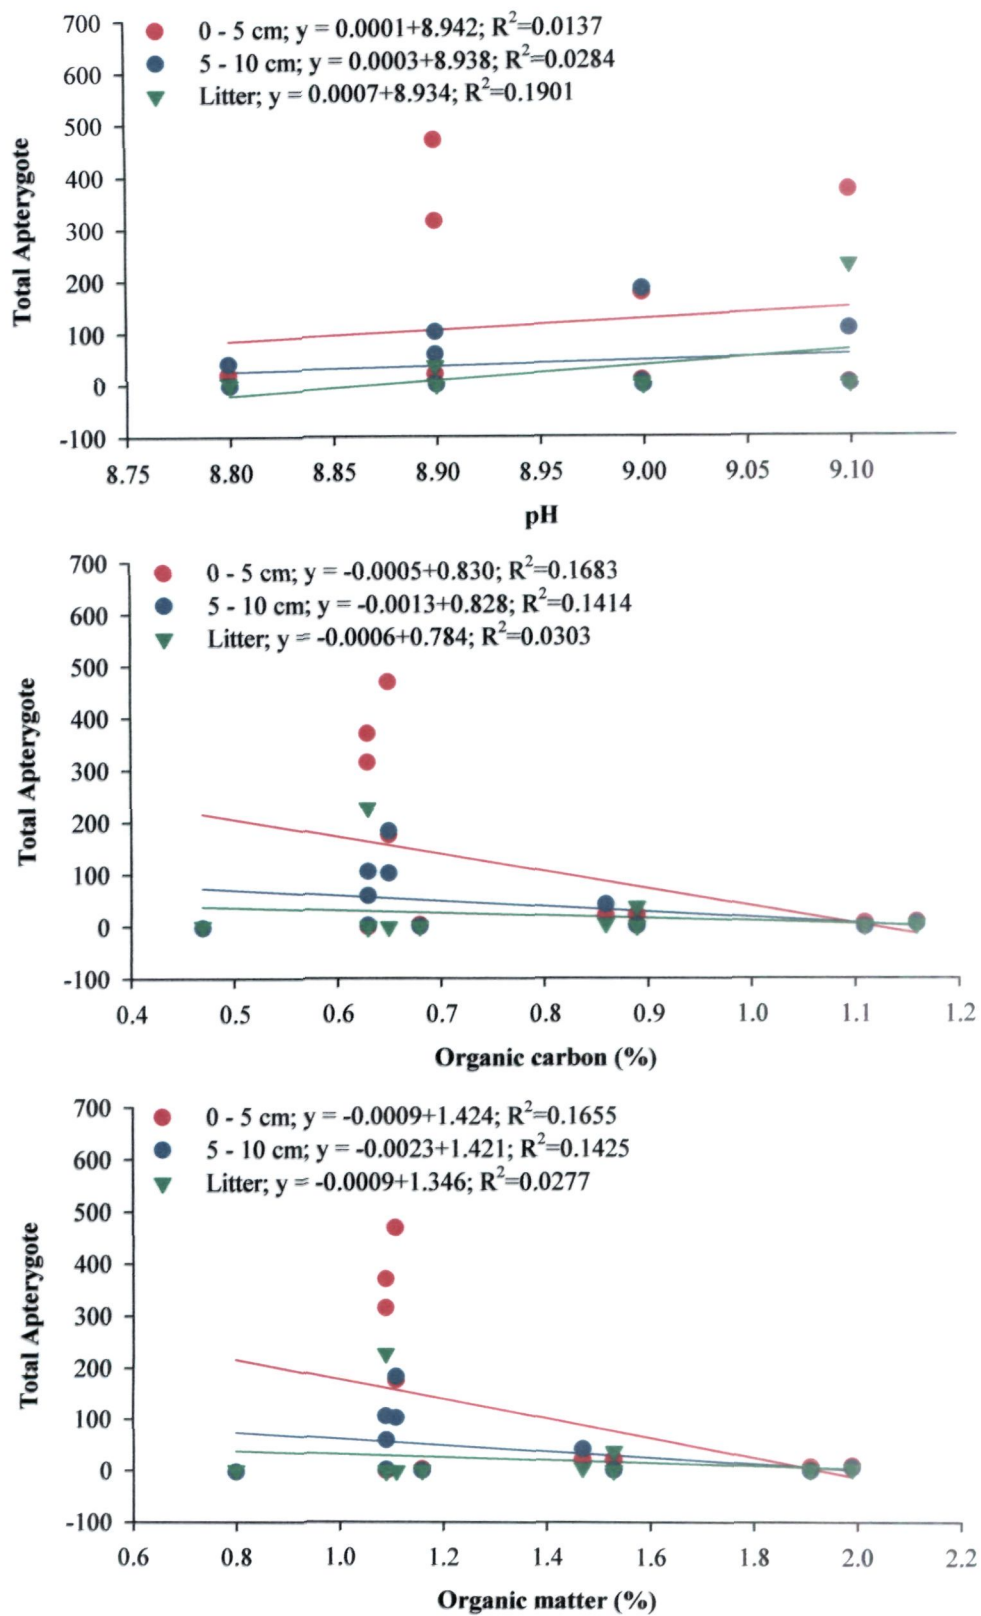 700
0 - 5 cm; y = 0.0001+8.942; R²=0.0137
600
5 - 10 cm; y = 0.0003+8.938; R²=0.0284
Litter; y = 0.0007+8.934; R²=0.1901
500
400
300
200
100
0
-100
Total Apterygote
8.75 8.80 8.85 8.90 8.95 9.00 9.05 9.10
pH
700
0 - 5 cm; y = -0.0005+0.830; R²=0.1683
600
5 - 10 cm; y = -0.0013+0.828; R²=0.1414
Litter; y = -0.0006+0.784; R²=0.0303
500
400
300
200
100
0
-100
Total Apterygote
0.4 0.5 0.6 0.7 0.8 0.9 1.0 1.1 1.2
Organic carbon (%)
700
0 - 5 cm; y = -0.0009+1.424; R²=0.1655
600
5 - 10 cm; y = -0.0023+1.421; R²=0.1425
Litter; y = -0.0009+1.346; R²=0.0277
500
400
300
200
100
0
-100
Total Apterygote
0.6 0.8 1.0 1.2 1.4 1.6 1.8 2.0 2.2
Organic matter (%)